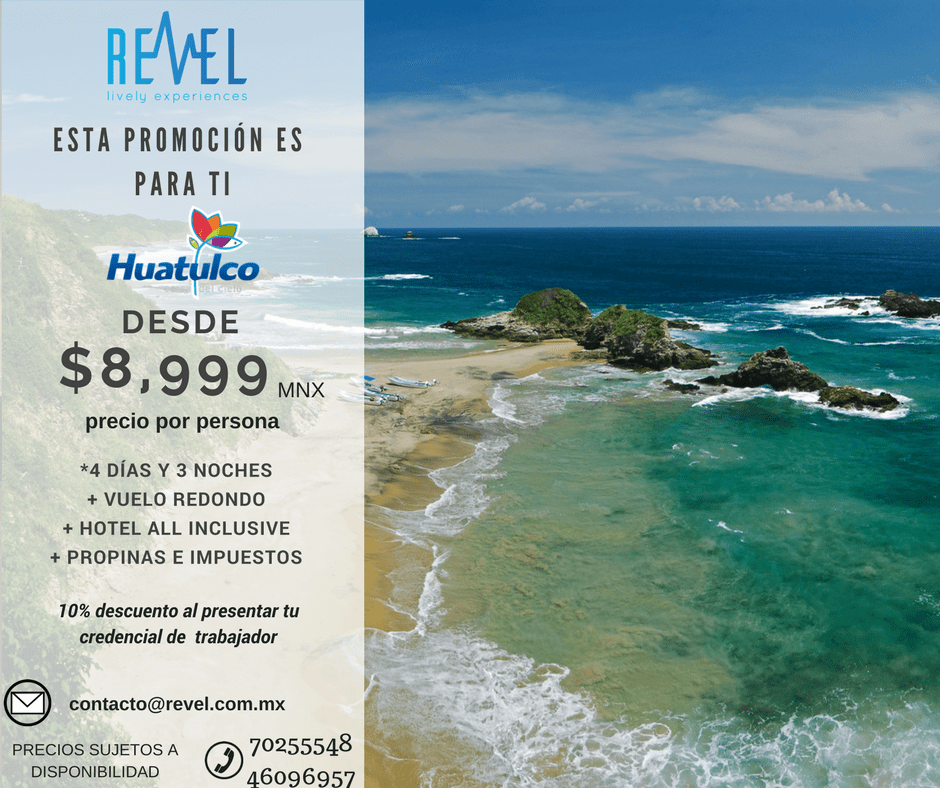 REVEL
lively experiences
ESTA PROMOCIÓN ES
PARA TI
Huatulco
DESDE
$8,999 MNX
precio por persona
*4 DÍAS Y 3 NOCHES
+ VUELO REDONDO
+ HOTEL ALL INCLUSIVE
+ PROPINAS E IMPUESTOS
10% descuento al presentar tu
credencial de trabajador
contacto@revel.com.mx
PRECIOS SUJETOS A
DISPONIBILIDAD
70255548
46096957